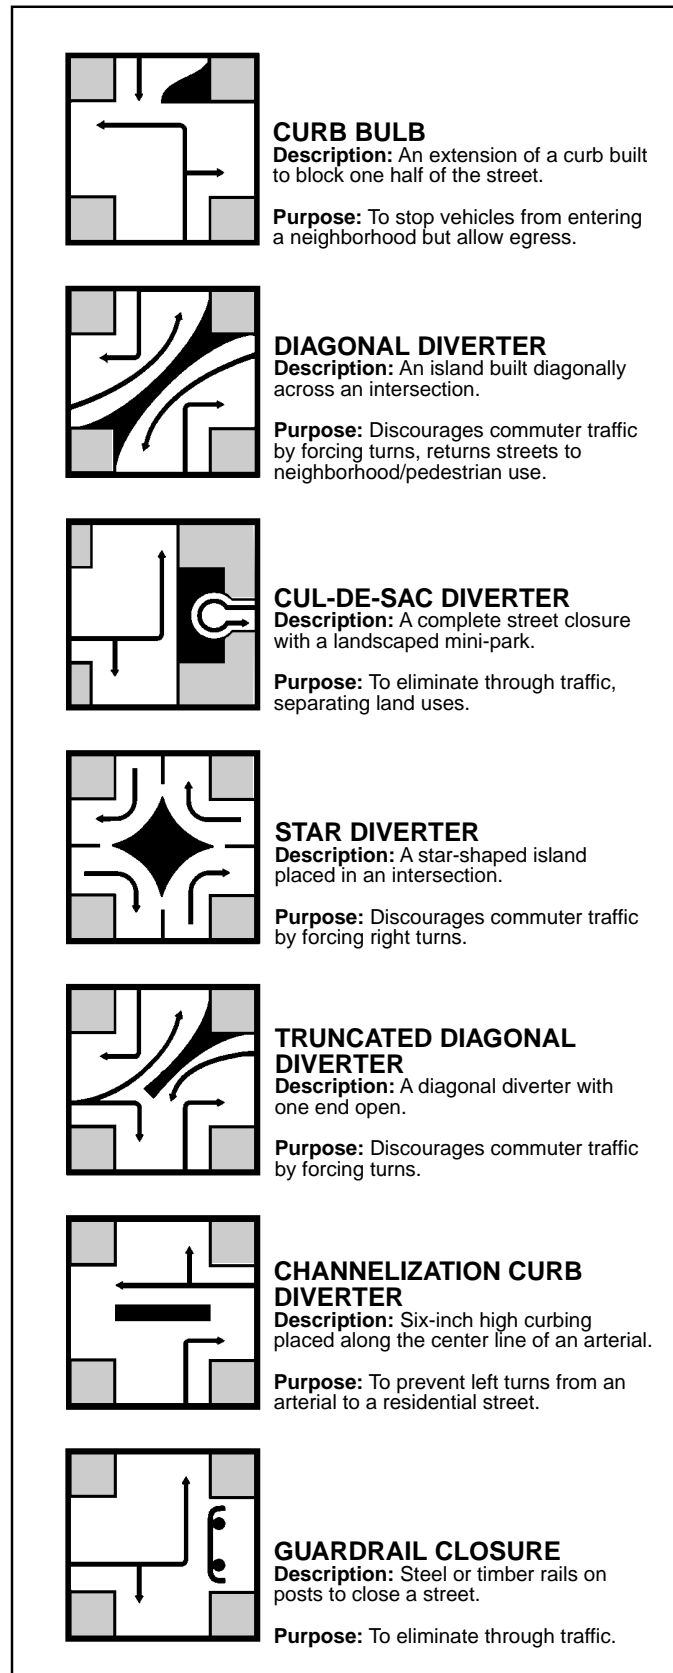 CURB BULB
Description: An extension of a curb built
to block one half of the street.
Purpose: To stop vehicles from entering
a neighborhood but allow egress.
DIAGONAL DIVERTER
Description: An island built diagonally
across an intersection.
Purpose: Discourages commuter traffic
by forcing turns, returns streets to
neighborhood/pedestrian use.
CUL-DE-SAC DIVERTER
Description: A complete street closure
with a landscaped mini-park.
Purpose: To eliminate through traffic,
separating land uses.
STAR DIVERTER
Description: A star-shaped island
placed in an intersection.
Purpose: Discourages commuter traffic
by forcing right turns.
TRUNCATED DIAGONAL
DIVERTER
Description: A diagonal diverter with
one end open.
Purpose: Discourages commuter traffic
by forcing turns.
CHANNELIZATION CURB
DIVERTER
Description: Six-inch high curbing
placed along the center line of an arterial.
Purpose: To prevent left turns from an
arterial to a residential street.
GUARDRAIL CLOSURE
Description: Steel or timber rails on
posts to close a street.
Purpose: To eliminate through traffic.